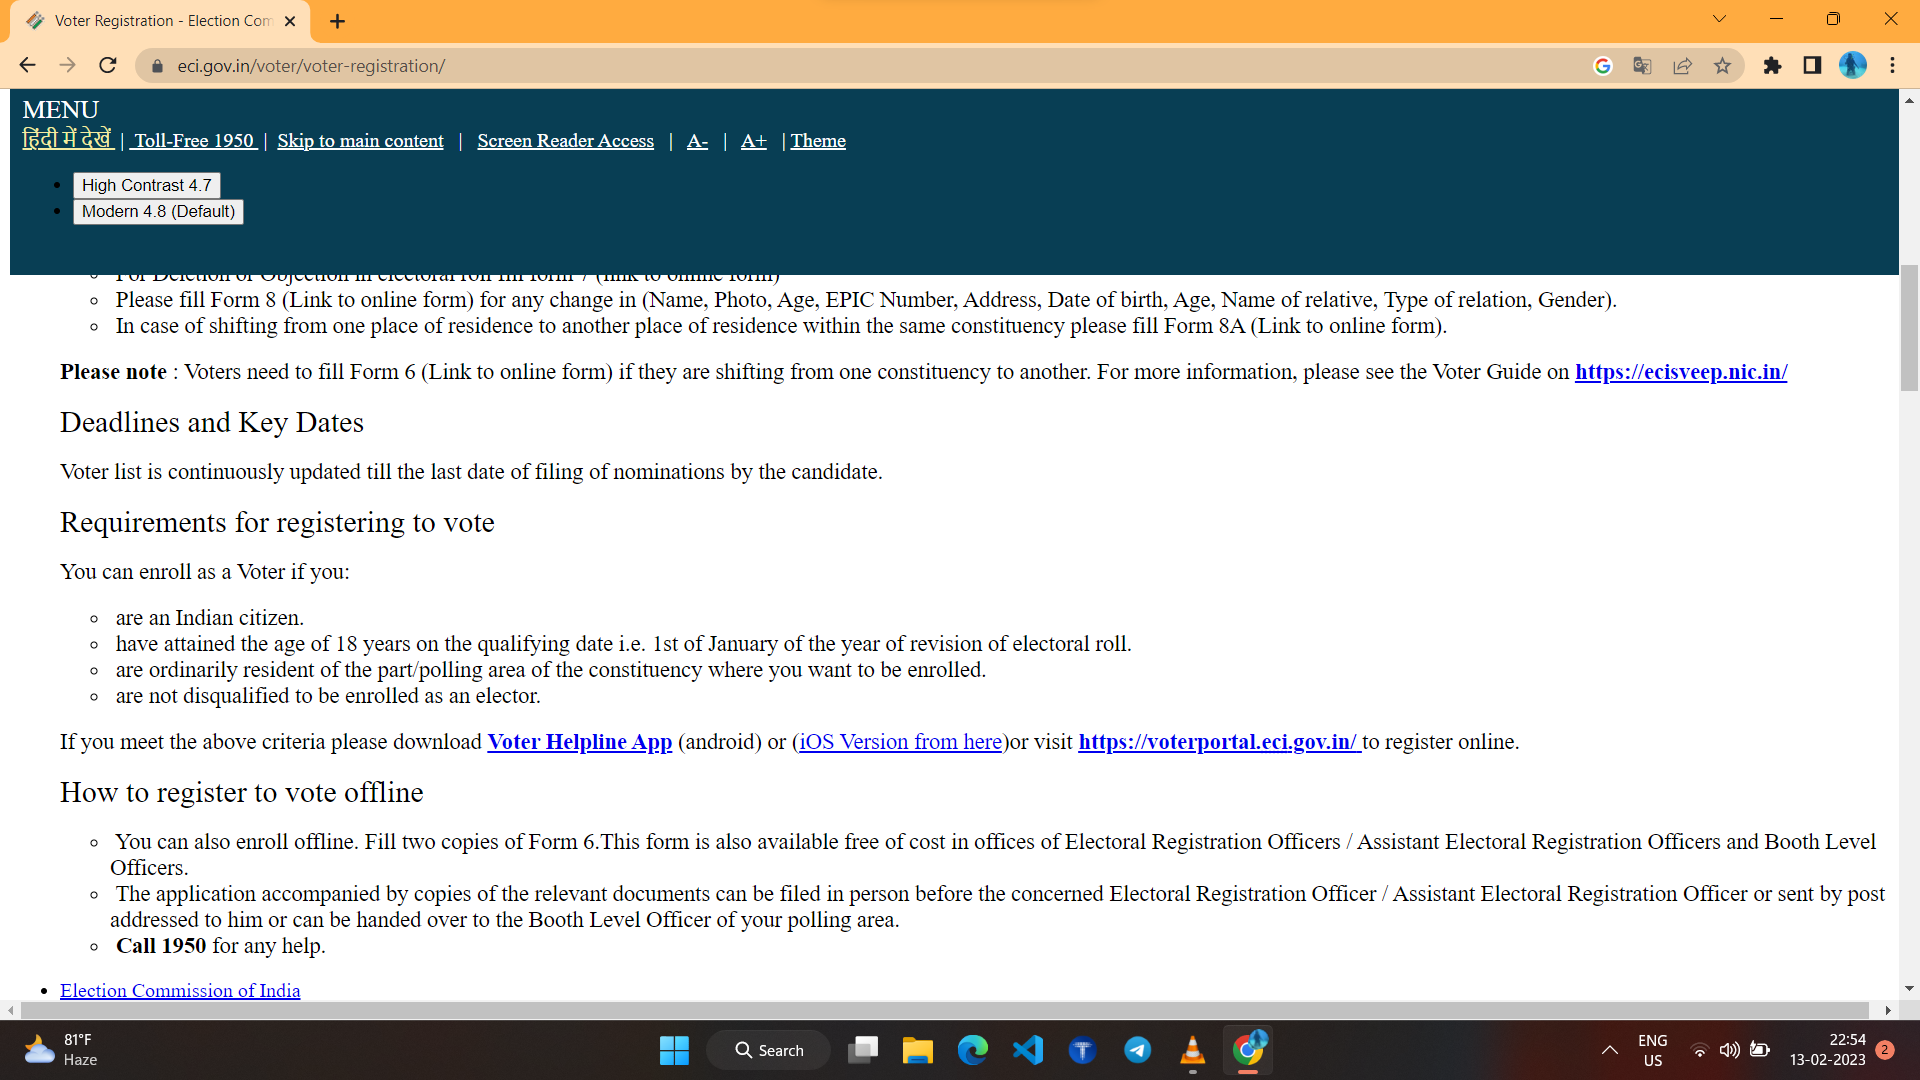 Voter Registration - Election Com
eci.gov.in/voter/voter-registration/
MENU
हिंदी में देखें | Toll-Free 1950 | Skip to main content | Screen Reader Access | A- | A+ | Theme
High Contrast 4.7
Modern 4.8 (Default)
For Deletion or Objection in electoral roll fill form 7 (link to online form)
Please fill Form 8 (Link to online form) for any change in (Name, Photo, Age, EPIC Number, Address, Date of birth, Age, Name of relative, Type of relation, Gender).
In case of shifting from one place of residence to another place of residence within the same constituency please fill Form 8A (Link to online form).
Please note : Voters need to fill Form 6 (Link to online form) if they are shifting from one constituency to another. For more information, please see the Voter Guide on https://ecisveep.nic.in/
Deadlines and Key Dates
Voter list is continuously updated till the last date of filing of nominations by the candidate.
Requirements for registering to vote
You can enroll as a Voter if you:
are an Indian citizen.
have attained the age of 18 years on the qualifying date i.e. 1st of January of the year of revision of electoral roll.
are ordinarily resident of the part/polling area of the constituency where you want to be enrolled.
are not disqualified to be enrolled as an elector.
If you meet the above criteria please download Voter Helpline App (android) or (iOS Version from here)or visit https://voterportal.eci.gov.in/ to register online.
How to register to vote offline
You can also enroll offline. Fill two copies of Form 6.This form is also available free of cost in offices of Electoral Registration Officers / Assistant Electoral Registration Officers and Booth Level
Officers.
The application accompanied by copies of the relevant documents can be filed in person before the concerned Electoral Registration Officer / Assistant Electoral Registration Officer or sent by post
addressed to him or can be handed over to the Booth Level Officer of your polling area.
Call 1950 for any help.
Election Commission of India
81°F
Haze
Search
ENG
US
22:54
13-02-2023
2